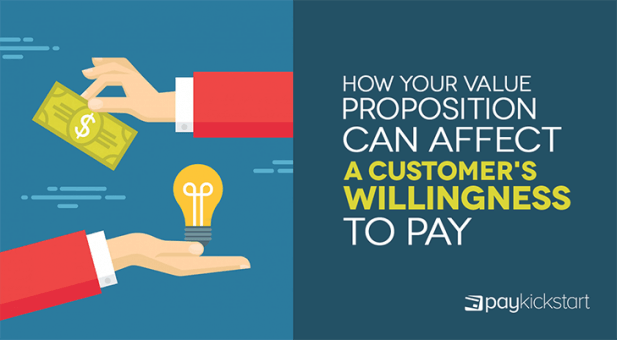 $
HOW YOUR VALUE
PROPOSITION
CAN AFFECT
A CUSTOMER'S
WILLINGNESS
TO PAY
paykickstart